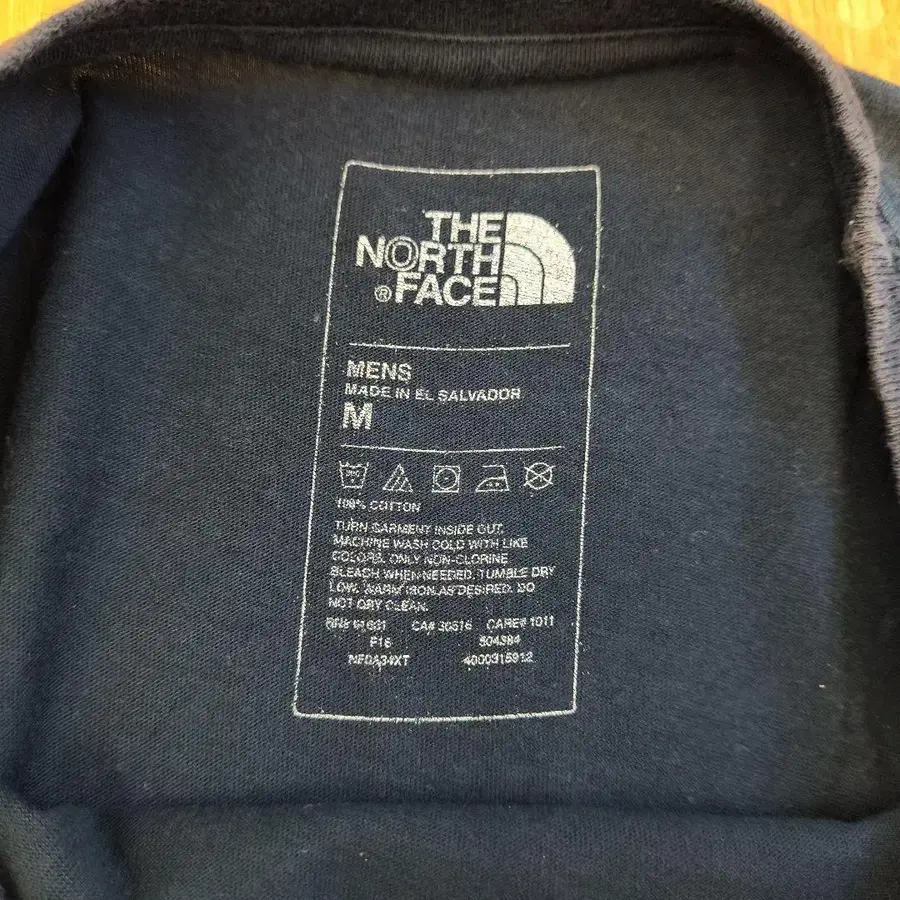 THE
NORTH
® FACE
MENS
MADE IN EL SALVADOR
M
100% COTTON
TURN GARMENT INSIDE OUT.
MACHINE WASH COLD WITH LIKE
COLORS. ONLY NON-CLORINE
BLEACH WHEN NEEDED. TUMBLE DRY
LOW. WARM IRON AS DESIRED. DO
NOT DRY CLEAN.
CA# 30516 CARE# 1011
F16 504384
NF0A34XT 4000315912